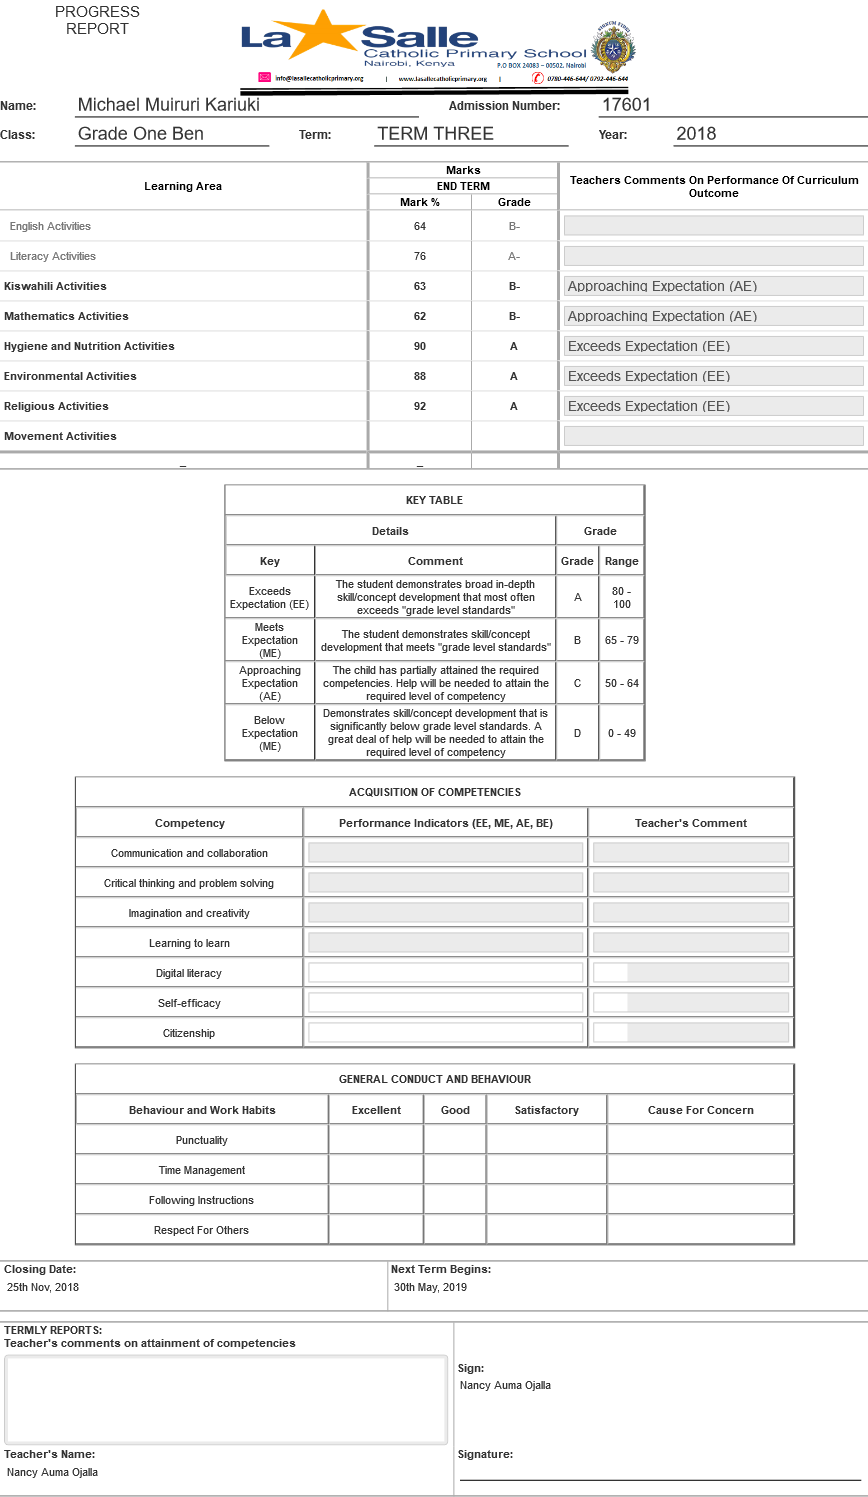 PROGRESS
REPORT
La Salle
Catholic Primary School
Nairobi, Kenya
P.O BOX 24083 – 00502, Nairobi
info@lasallecatholicprimary.org | www.lasallecatholicprimary.org | 0780-446-644/ 0792-446-644
Name: Michael Muiruri Kariuki Admission Number: 17601
Class: Grade One Ben Term: TERM THREE Year: 2018
Learning Area Marks Teachers Comments On Performance Of Curriculum Outcome
END TERM
Mark % Grade
English Activities 64 B-
Literacy Activities 76 A-
Kiswahili Activities 63 B- Approaching Expectation (AE)
Mathematics Activities 62 B- Approaching Expectation (AE)
Hygiene and Nutrition Activities 90 A Exceeds Expectation (EE)
Environmental Activities 88 A Exceeds Expectation (EE)
Religious Activities 92 A Exceeds Expectation (EE)
Movement Activities
_ _
KEY TABLE
Details Grade
Key Comment Grade Range
Exceeds Expectation (EE) The student demonstrates broad in-depth skill/concept development that most often exceeds "grade level standards" A 80 - 100
Meets Expectation (ME) The student demonstrates skill/concept development that meets "grade level standards" B 65 - 79
Approaching Expectation (AE) The child has partially attained the required competencies. Help will be needed to attain the required level of competency C 50 - 64
Below Expectation (ME) Demonstrates skill/concept development that is significantly below grade level standards. A great deal of help will be needed to attain the required level of competency D 0 - 49
ACQUISITION OF COMPETENCIES
Competency Performance Indicators (EE, ME, AE, BE) Teacher's Comment
Communication and collaboration
Critical thinking and problem solving
Imagination and creativity
Learning to learn
Digital literacy
Self-efficacy
Citizenship
GENERAL CONDUCT AND BEHAVIOUR
Behaviour and Work Habits Excellent Good Satisfactory Cause For Concern
Punctuality
Time Management
Following Instructions
Respect For Others
Closing Date: Next Term Begins:
25th Nov, 2018 30th May, 2019
TERMLY REPORTS:
Teacher's comments on attainment of competencies
Sign:
Nancy Auma Ojalla
Teacher's Name: Signature:
Nancy Auma Ojalla